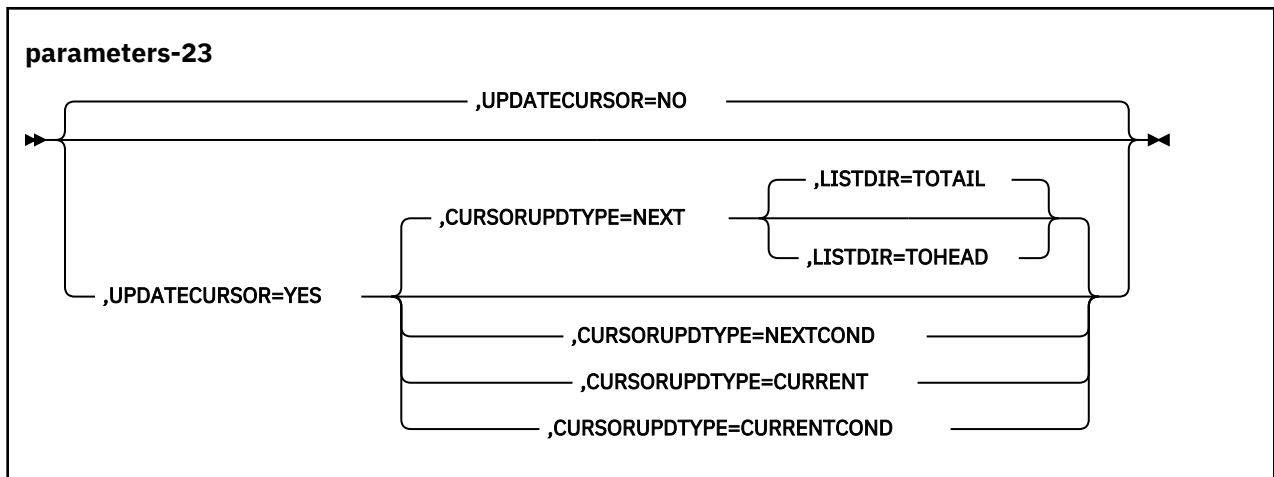 parameters-23
,UPDATECURSOR=NO
,LISTDIR=TOTAIL
,CURSORUPDTYPE=NEXT
,LISTDIR=TOHEAD
,UPDATECURSOR=YES
,CURSORUPDTYPE=NEXTCOND
,CURSORUPDTYPE=CURRENT
,CURSORUPDTYPE=CURRENTCOND